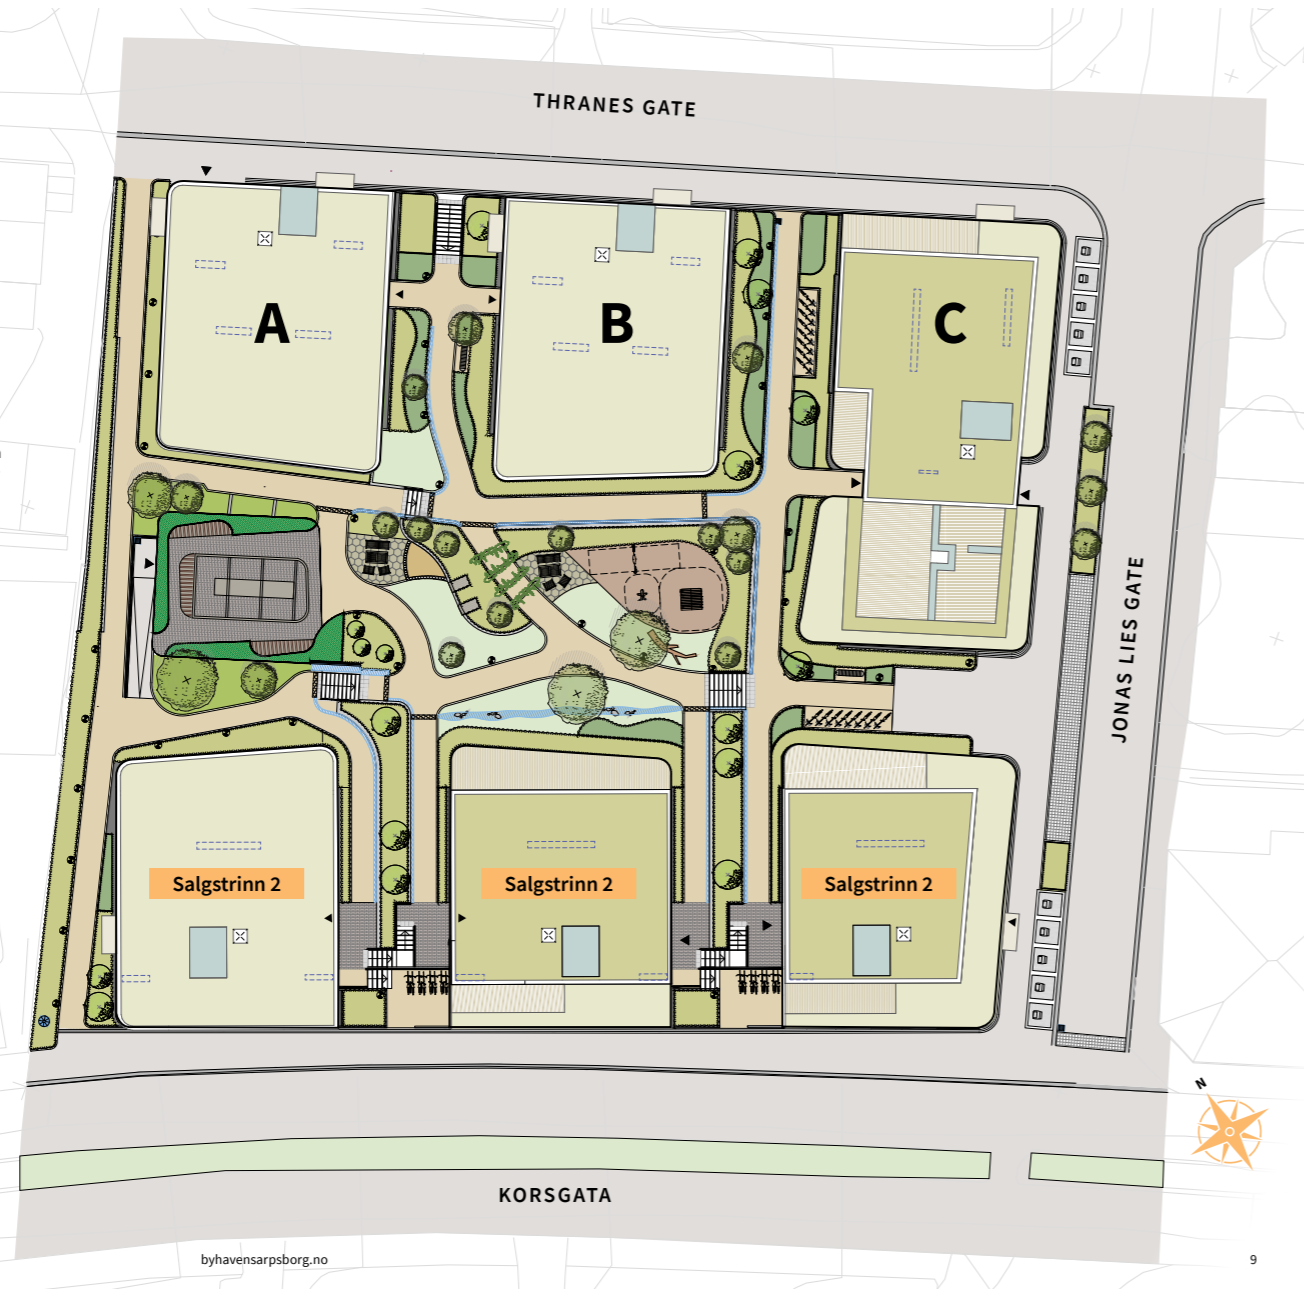 THRANES GATE
A
B
C
JONAS LIES GATE
Salgstrinn 2
Salgstrinn 2
Salgstrinn 2
N
KORSGATA
byhavensarpsborg.no
9